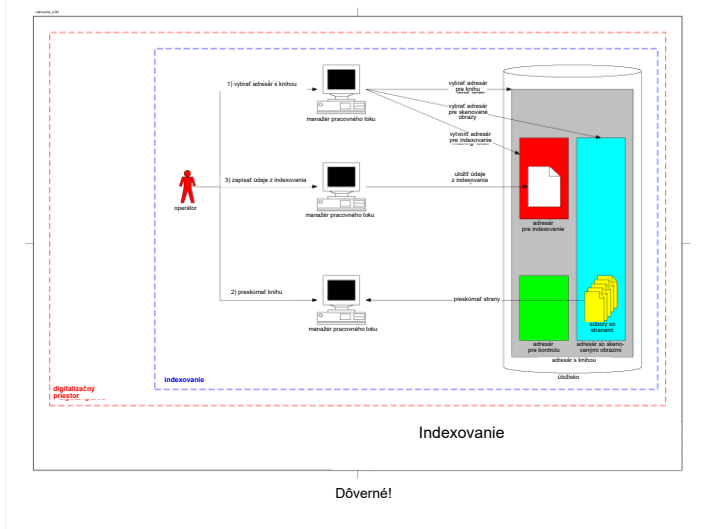 1) vybrať adresár s knihou
manažér pracovného toku
vybrať adresár
pre knihu
vybrať adresár
pre skenované
obrazy
vytvoriť adresár
pre indexovanie
operátor
3) zapísať údaje z indexovania
manažér pracovného toku
uložiť údaje
z indexovania
adresár
pre indexovanie
2) preskúmať knihu
manažér pracovného toku
preskúmať strany
súbory so
stranami
adresár
pre kontrolu
adresár so skeno-
vanými obrazmi
adresár s knihou
úložisko
indexovanie
digitalizačný
priestor
Indexovanie
Dôverné!